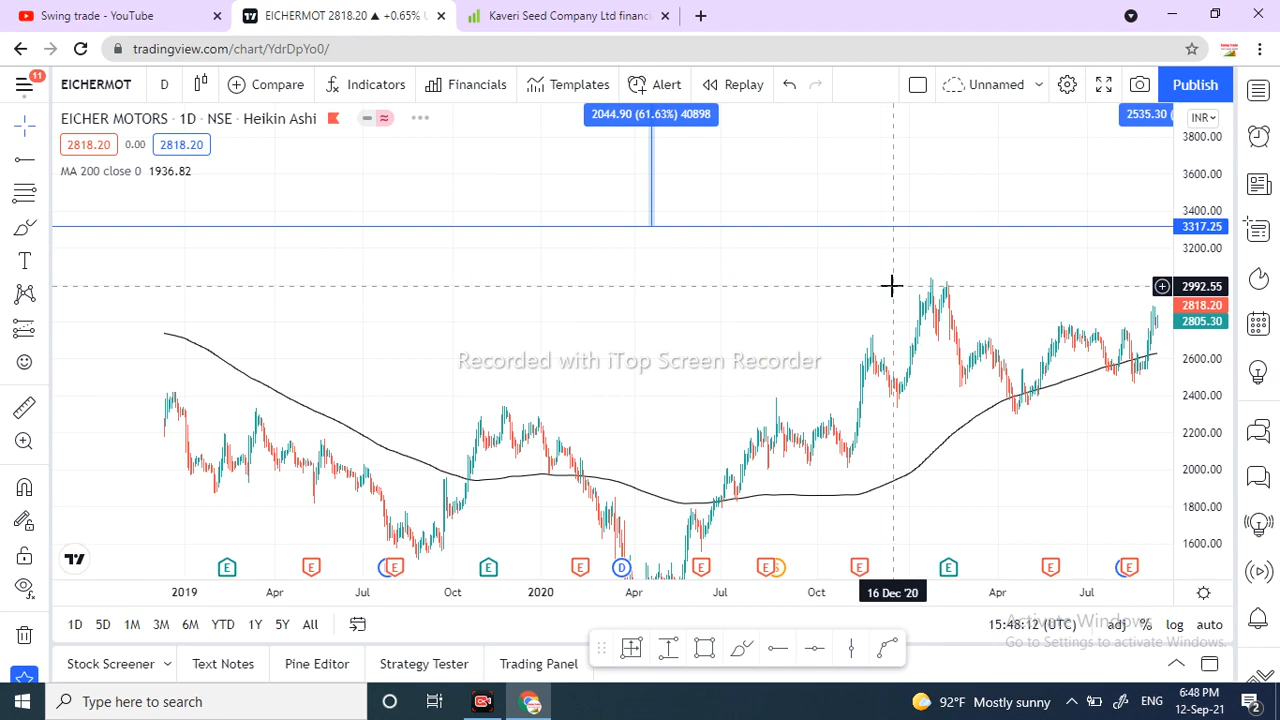 Swing trade - YouTube
EICHERMOT 2818.20 ▲ +0.65%
Kaveri Seed Company Ltd financi
tradingview.com/chart/YdrDpYo0/
11
EICHERMOT D Compare Indicators Financials Templates Alert Replay Unnamed Publish
EICHER MOTORS · 1D · NSE · Heikin Ashi
2044.90 (61.63%) 40898
2535.30 (
INR
2818.20 0.00 2818.20
MA 200 close 0 1936.82
3800.00
3600.00
3400.00
3317.25
3200.00
2992.55
2818.20
2805.30
2600.00
2400.00
2200.00
2000.00
1800.00
1600.00
Recorded with iTop Screen Recorder
E E E E E D E E S E E E E
2019 Apr Jul Oct 2020 Apr Jul Oct 16 Dec '20 Apr Jul
1D 5D 1M 3M 6M YTD 1Y 5Y All
15:48:12 (UTC) adj % log auto
Activate Windows
Go to Settings to activate Windows.
Stock Screener Text Notes Pine Editor Strategy Tester Trading Panel
Type here to search
92°F Mostly sunny
ENG
6:48 PM
12-Sep-21
2